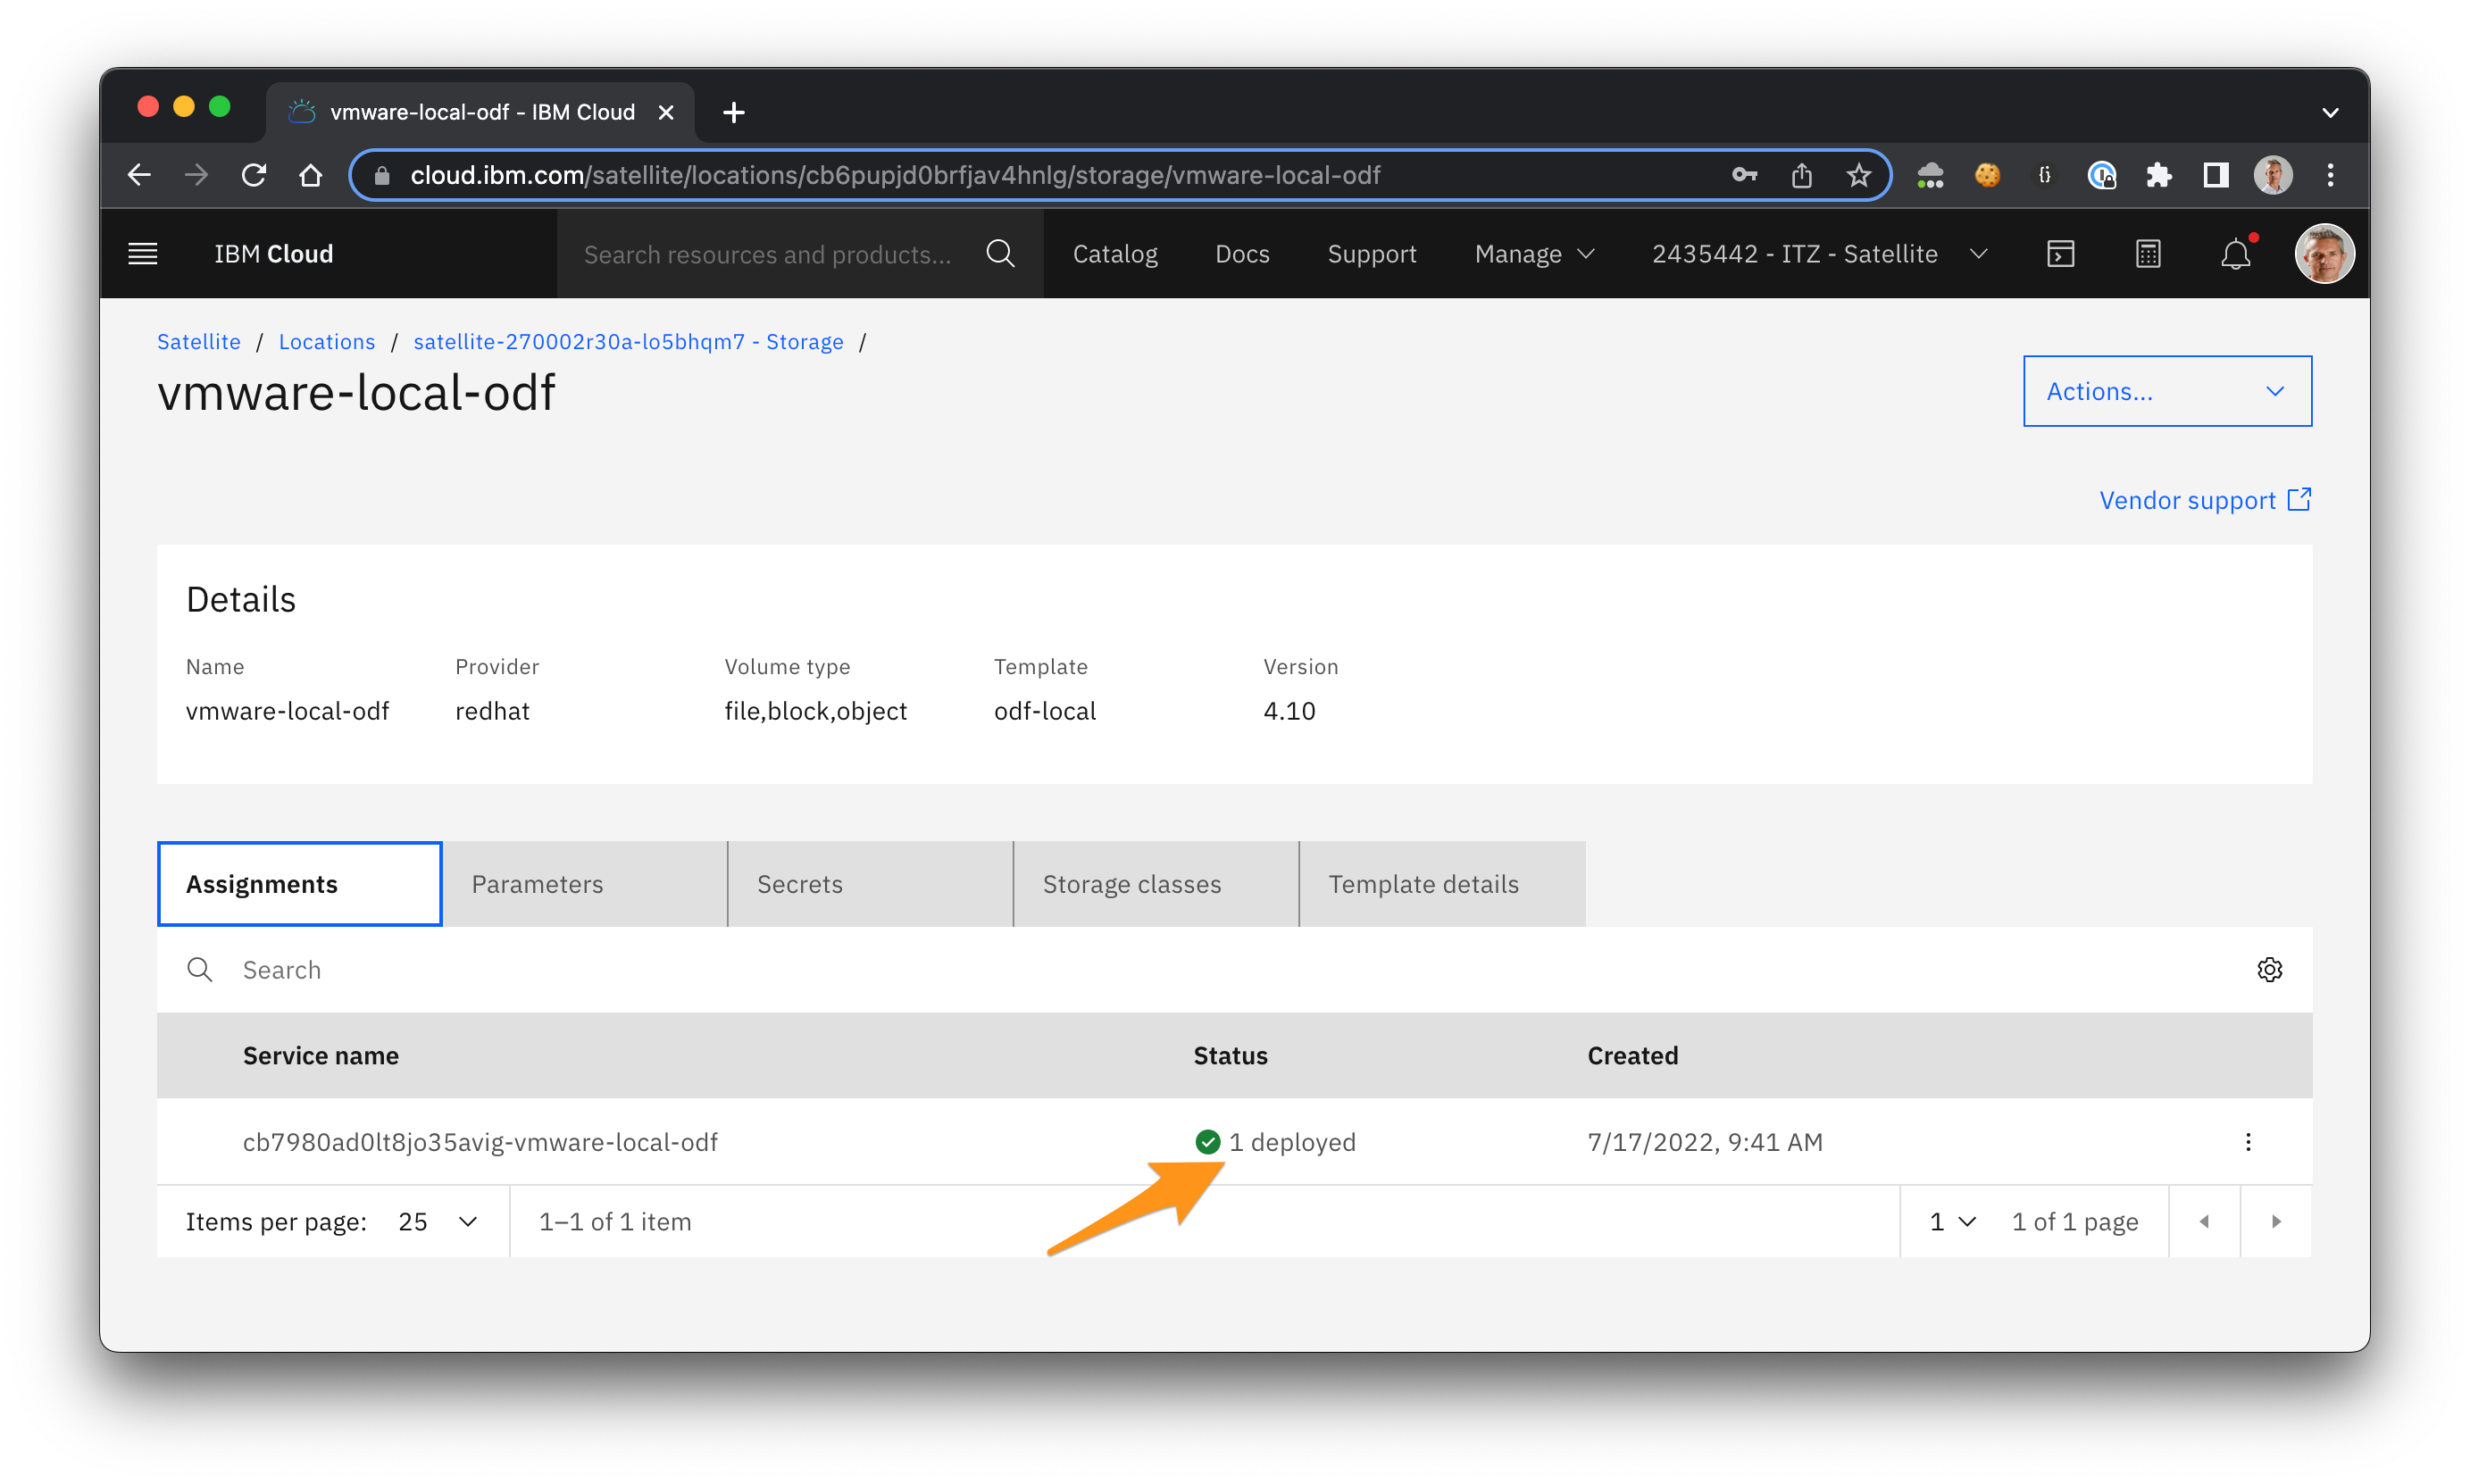 vmware-local-odf - IBM Cloud
cloud.ibm.com/satellite/locations/cb6pupjd0brfjav4hnlg/storage/vmware-local-odf
IBM Cloud
Search resources and products...
Catalog
Docs
Support
Manage
2435442 - ITZ - Satellite
Satellite / Locations / satellite-270002r30a-lo5bhqm7 - Storage /
vmware-local-odf
Actions...
Vendor support
Details
Name Provider Volume type Template Version
vmware-local-odf redhat file,block,object odf-local 4.10
Assignments Parameters Secrets Storage classes Template details
Search
Service name Status Created
cb7980ad0lt8jo35avig-vmware-local-odf 1 deployed 7/17/2022, 9:41 AM
Items per page: 25 1–1 of 1 item 1 1 of 1 page